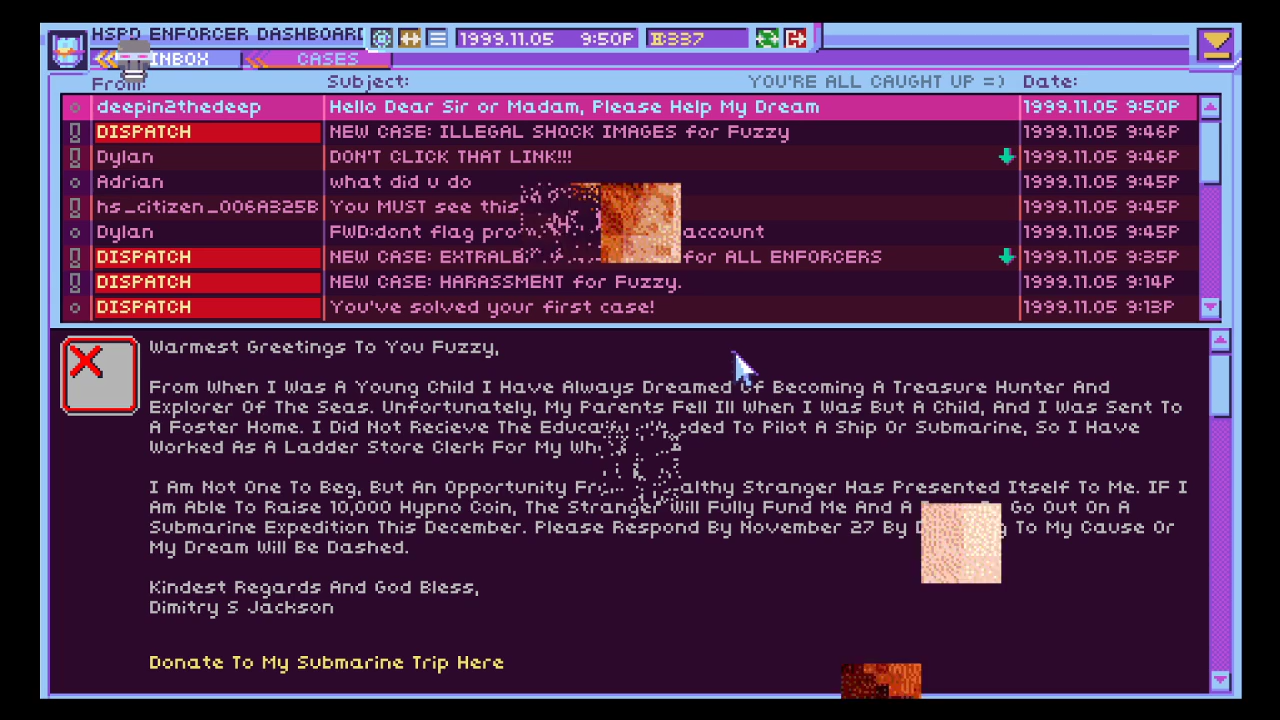 HSPD ENFORCER DASHBOARD 1999.11.05 9:50P 337
INBOX CASES
From: Subject: YOU'RE ALL CAUGHT UP =) Date:
deepin2thedeep Hello Dear Sir or Madam, Please Help My Dream 1999.11.05 9:50P
DISPATCH NEW CASE: ILLEGAL SHOCK IMAGES for Fuzzy 1999.11.05 9:46P
Dylan DON'T CLICK THAT LINK!!! 1999.11.05 9:46P
Adrian what did u do 1999.11.05 9:45P
hs_citizen_006A325B You MUST see this 1999.11.05 9:45P
Dylan FWD:dont flag account 1999.11.05 9:45P
DISPATCH NEW CASE: for ALL ENFORCERS 1999.11.05 9:35P
DISPATCH NEW CASE: HARASSMENT for Fuzzy. 1999.11.05 9:14P
DISPATCH You've solved your first case! 1999.11.05 9:13P
Warmest Greetings To You Fuzzy,
From When I Was A Young Child I Have Always Dreamed Of Becoming A Treasure Hunter And
Explorer Of The Seas. Unfortunately, My Parents Fell Ill When I Was But A Child, And I Was Sent To
A Foster Home. I Did Not Recieve The To Pilot A Ship Or Submarine, So I Have
Worked As A Ladder Store Clerk For My
I Am Not One To Beg, But An Opportunity Stranger Has Presented Itself To Me. IF I
Am Able To Raise 10,000 Hypno Coin, The Stranger Will Fully Fund Me And A Go Out On A
Submarine Expedition This December. Please Respond By November 27 By To My Cause Or
My Dream Will Be Dashed.
Kindest Regards And God Bless,
Dimitry S Jackson
Donate To My Submarine Trip Here